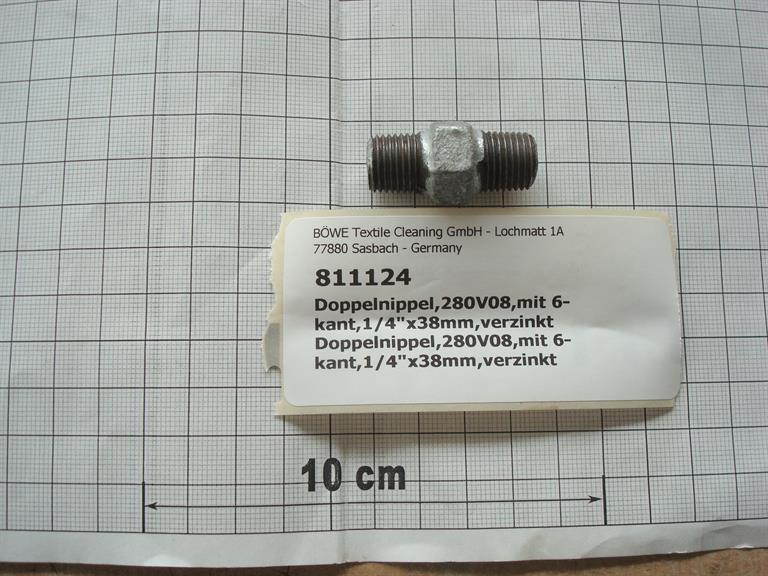 BÖWE Textile Cleaning GmbH - Lochmatt 1A
77880 Sasbach - Germany
811124
Doppelnippel,280V08,mit 6-
kant,1/4"x38mm,verzinkt
Doppelnippel,280V08,mit 6-
kant,1/4"x38mm,verzinkt
10 cm